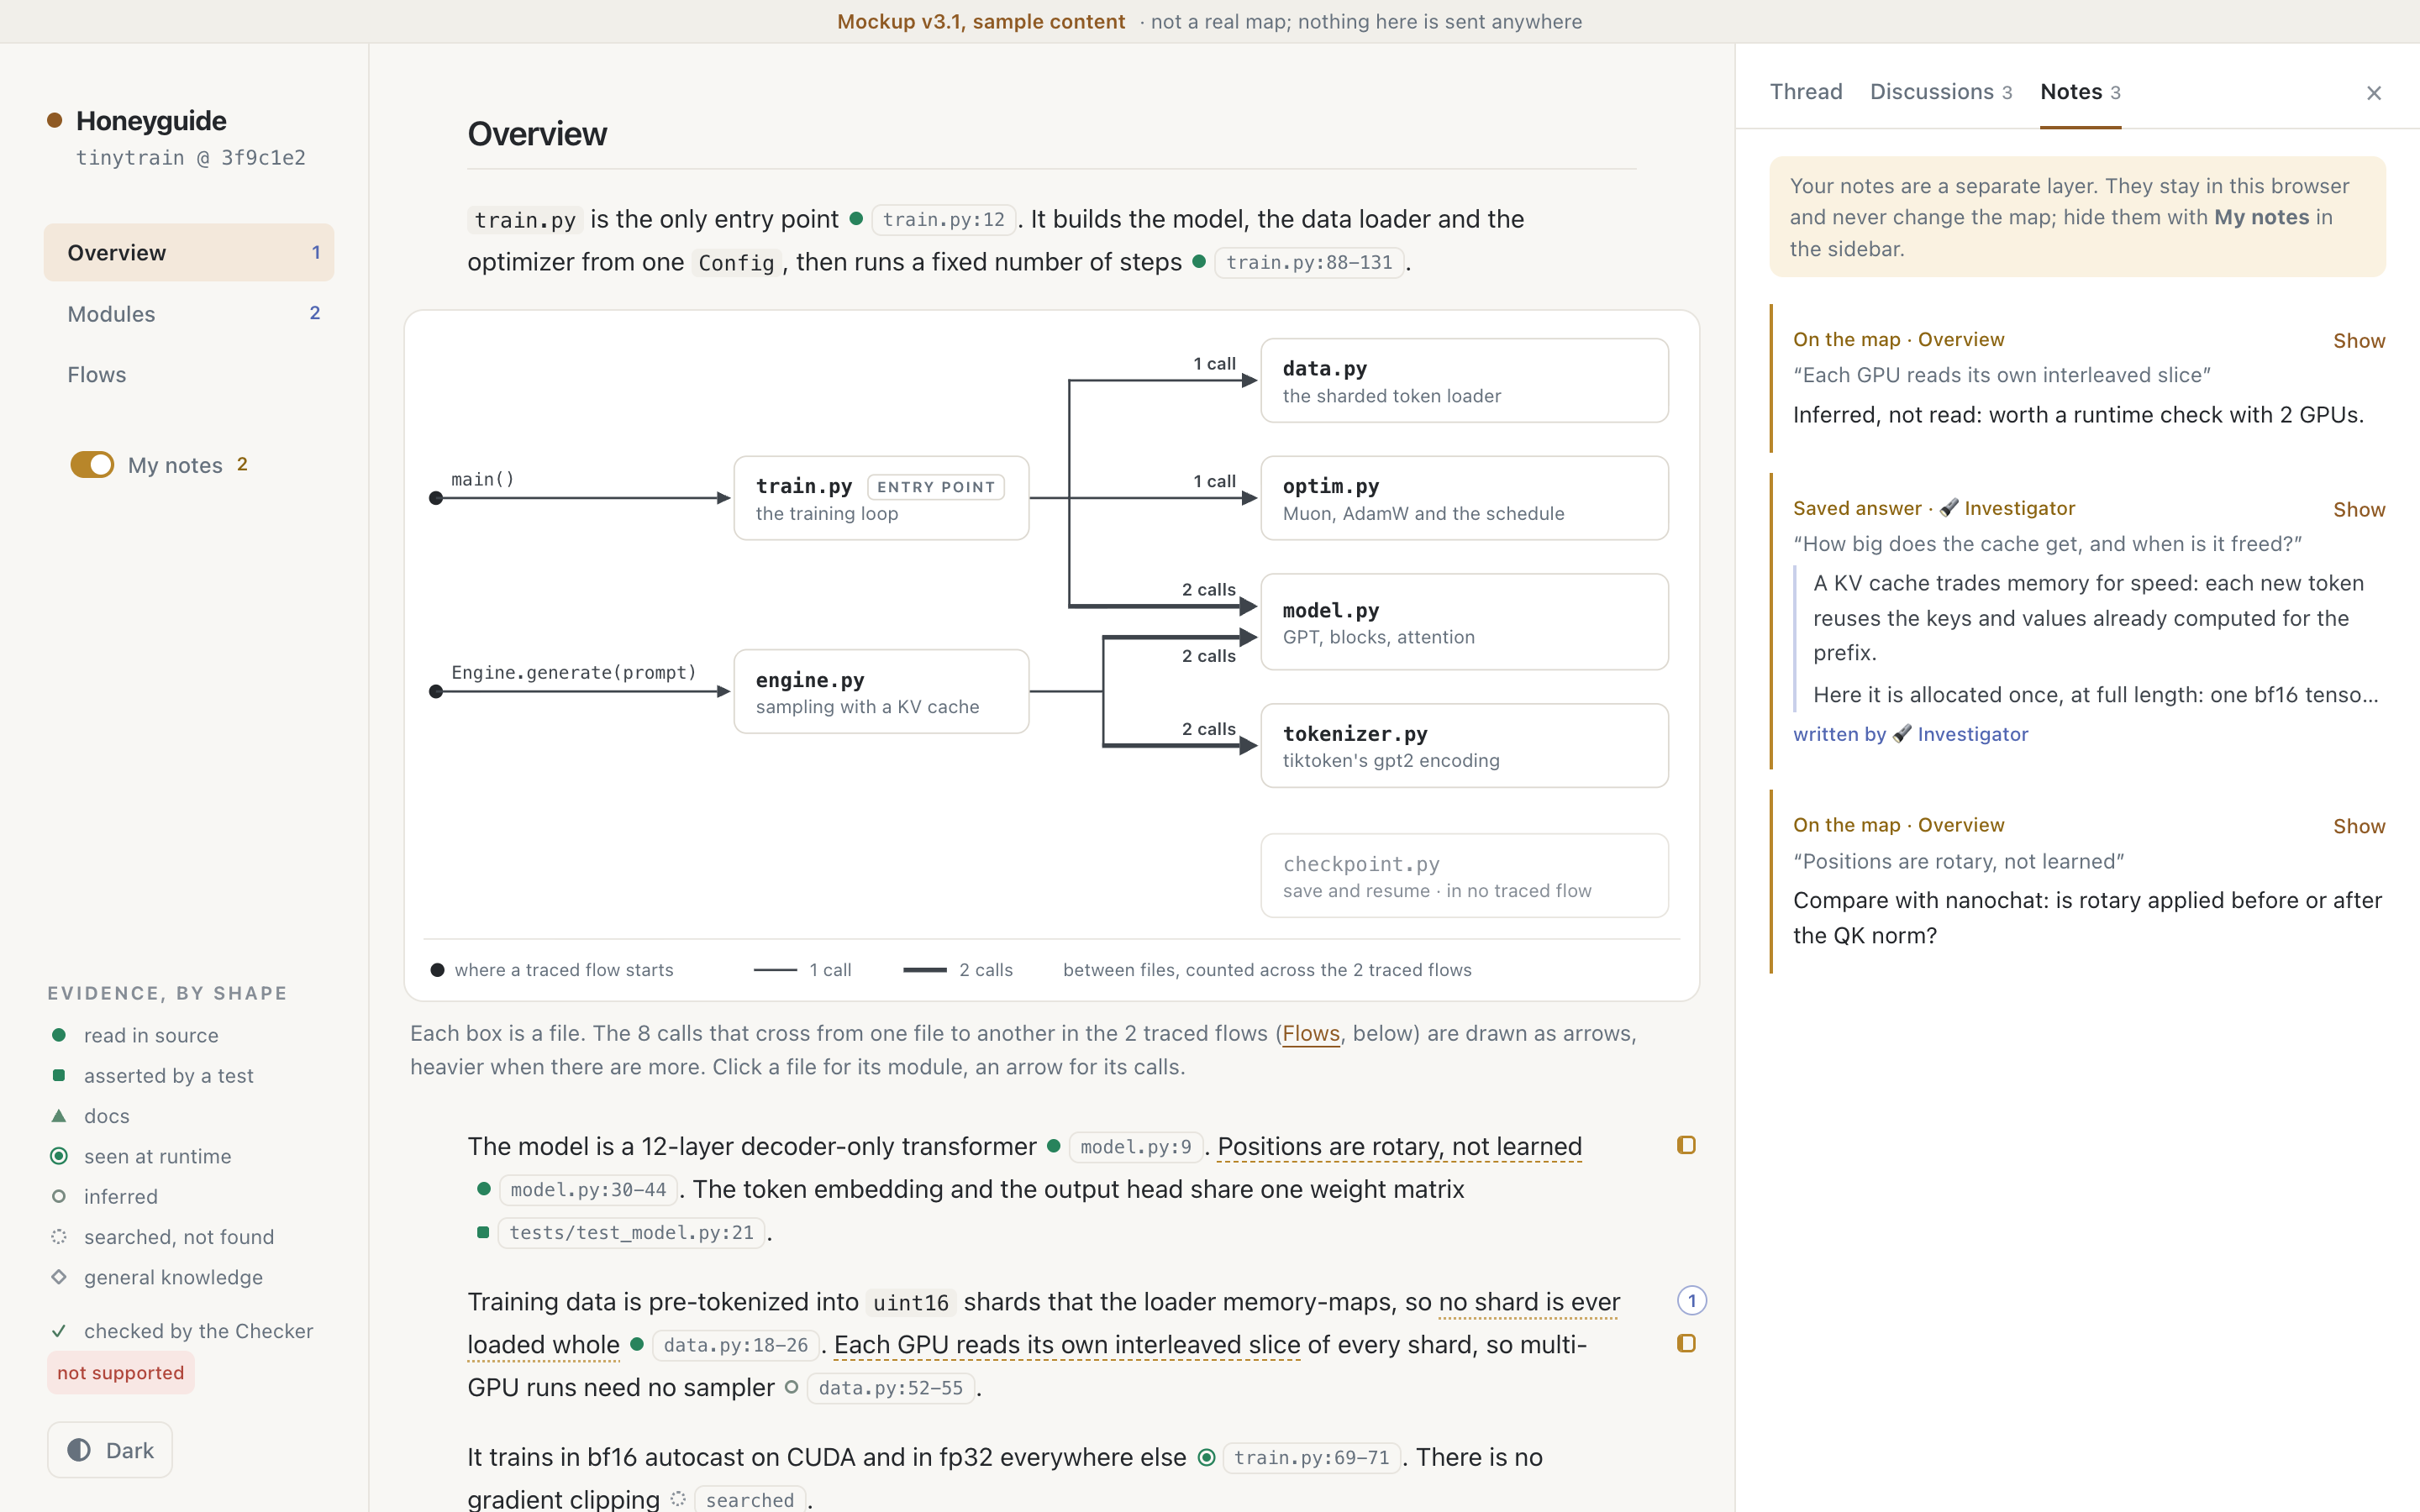 Mockup v3.1, sample content · not a real map; nothing here is sent anywhere
Honeyguide
tinytrain @ 3f9c1e2
Overview 1
Modules 2
Flows
My notes 2
EVIDENCE, BY SHAPE
read in source
asserted by a test
docs
seen at runtime
inferred
searched, not found
general knowledge
checked by the Checker
not supported
Dark
Overview
train.py is the only entry point train.py:12. It builds the model, the data loader and the
optimizer from one Config, then runs a fixed number of steps train.py:88–131.
main()
train.py ENTRY POINT
the training loop
Engine.generate(prompt)
engine.py
sampling with a KV cache
1 call
data.py
the sharded token loader
1 call
optim.py
Muon, AdamW and the schedule
2 calls
model.py
GPT, blocks, attention
2 calls
2 calls
tokenizer.py
tiktoken's gpt2 encoding
checkpoint.py
save and resume · in no traced flow
where a traced flow starts 1 call 2 calls between files, counted across the 2 traced flows
Each box is a file. The 8 calls that cross from one file to another in the 2 traced flows (Flows, below) are drawn as arrows,
heavier when there are more. Click a file for its module, an arrow for its calls.
The model is a 12-layer decoder-only transformer model.py:9. Positions are rotary, not learned
model.py:30–44. The token embedding and the output head share one weight matrix
tests/test_model.py:21.
Training data is pre-tokenized into uint16 shards that the loader memory-maps, so no shard is ever 1
loaded whole data.py:18–26. Each GPU reads its own interleaved slice of every shard, so multi-
GPU runs need no sampler data.py:52–55.
It trains in bf16 autocast on CUDA and in fp32 everywhere else train.py:69–71. There is no
gradient clipping searched.
Thread Discussions 3 Notes 3 ×
Your notes are a separate layer. They stay in this browser
and never change the map; hide them with My notes in
the sidebar.
On the map · Overview Show
“Each GPU reads its own interleaved slice”
Inferred, not read: worth a runtime check with 2 GPUs.
Saved answer · Investigator Show
“How big does the cache get, and when is it freed?”
A KV cache trades memory for speed: each new token
reuses the keys and values already computed for the
prefix.
Here it is allocated once, at full length: one bf16 tenso...
written by Investigator
On the map · Overview Show
“Positions are rotary, not learned”
Compare with nanochat: is rotary applied before or after
the QK norm?